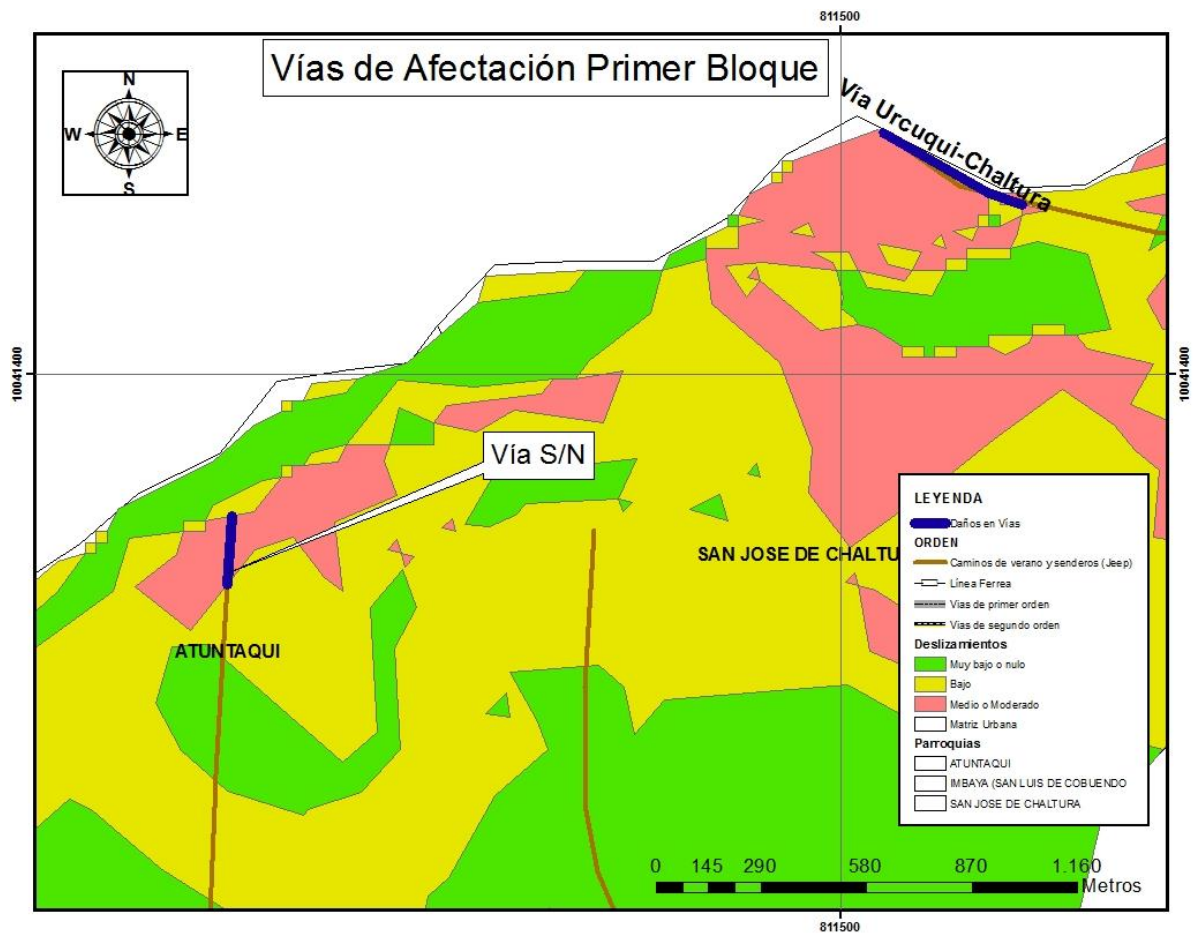 811500
Vías de Afectación Primer Bloque
N
W E
S
Vía Urcuqui-Chaltura
10041400
10041400
Vía S/N
SAN JOSE DE CHALTU
ATUNTAQUI
LEYENDA
Daños en Vías
ORDEN
Caminos de verano y senderos (Jeep)
Línea Ferrea
Vias de primer orden
Vias de segundo orden
Deslizamientos
Muy bajo o nulo
Bajo
Medio o Moderado
Matriz Urbana
Parroquias
ATUNTAQUI
IMBAYA (SAN LUIS DE COBUENDO
SAN JOSE DE CHALTURA
0 145 290 580 870 1.160
Metros
811500